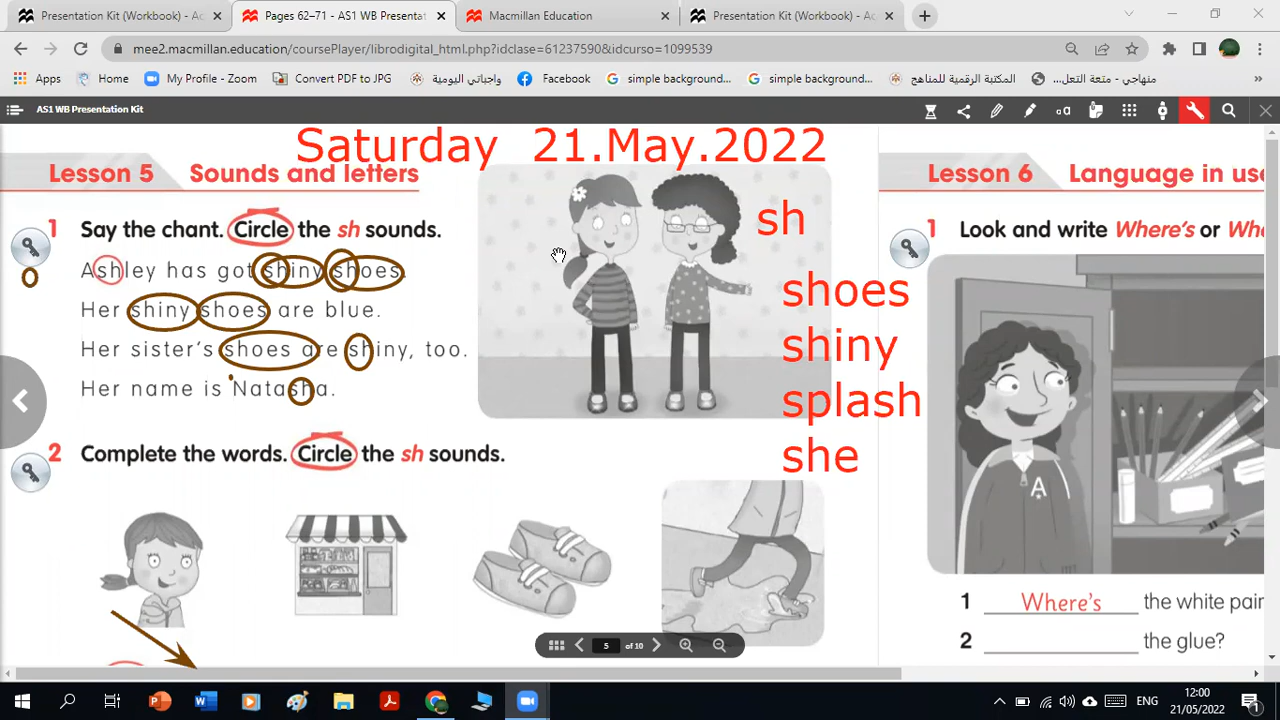 Presentation Kit (Workbook) - Ac
Pages 62–71 - AS1 WB Presentat
Macmillan Education
Presentation Kit (Workbook) - Ac
mee2.macmillan.education/coursePlayer/librodigital_html.php?idclase=61237590&idcurso=1099539
Apps
Home
My Profile - Zoom
Convert PDF to JPG
واجباتي اليومية
Facebook
simple background...
simple background...
المكتبة الرقمية للمناهج
منهاجي - متعة التعل...
AS1 WB Presentation Kit
Saturday 21.May.2022
Lesson 5 Sounds and letters
1 Say the chant. Circle the sh sounds.
Ashley has got shiny shoes.
Her shiny shoes are blue.
Her sister's shoes are shiny, too.
Her name is Natasha.
sh
shoes
shiny
splash
she
2 Complete the words. Circle the sh sounds.
5 of 10
Lesson 6 Language in use
1 Look and write Where's or Wh
A
1 Where's the white pain
2 the glue?
ENG
12:00
21/05/2022